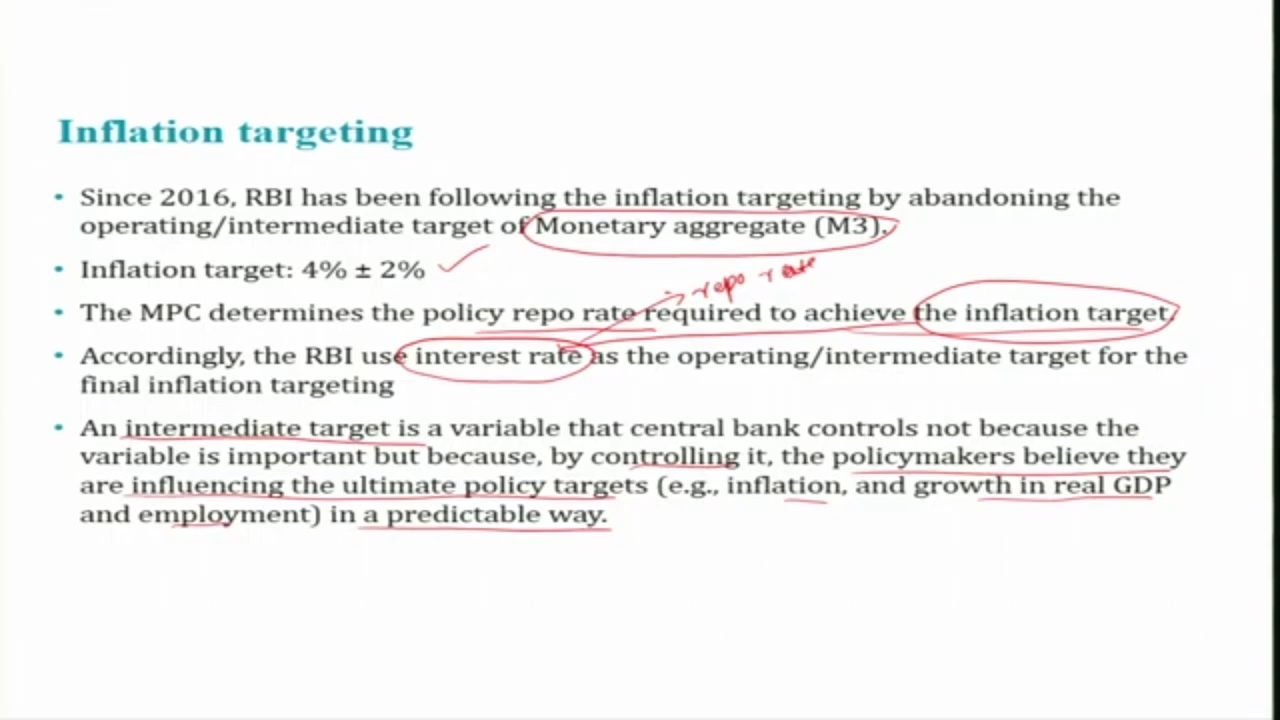 Inflation targeting
• Since 2016, RBI has been following the inflation targeting by abandoning the
operating/intermediate target of Monetary aggregate (M3).
• Inflation target: 4% ± 2%
repo rate
• The MPC determines the policy repo rate required to achieve the inflation target.
• Accordingly, the RBI use interest rate as the operating/intermediate target for the
final inflation targeting
• An intermediate target is a variable that central bank controls not because the
variable is important but because, by controlling it, the policymakers believe they
are influencing the ultimate policy targets (e.g., inflation, and growth in real GDP
and employment) in a predictable way.